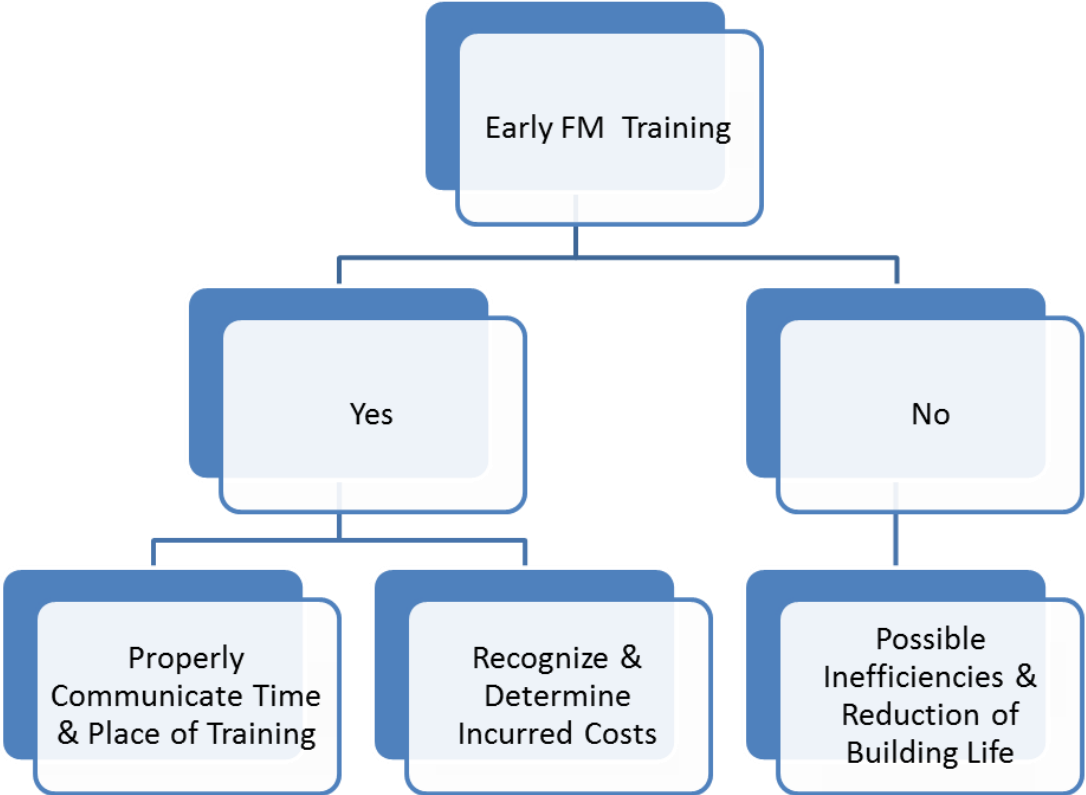 Early FM  Training
Yes
No
Properly
Communicate Time
& Place of Training
Recognize &
Determine
Incurred Costs
Possible
Inefficiencies &
Reduction of
Building Life